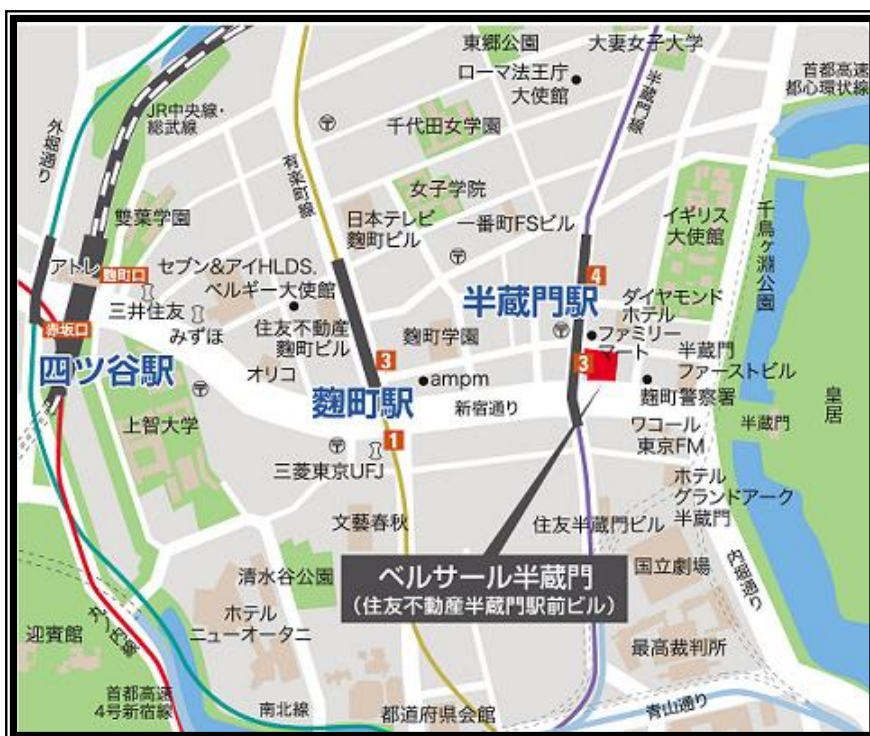 東郷公園
大妻女子大学
ローマ法王庁
大使館
首都高速
都心環状線
半蔵門線
JR中央線・
総武線
外堀通り
千代田女学園
有楽町線
女子学院
雙葉学園
日本テレビ
麴町ビル
一番町FSビル
イギリス
大使館
千鳥ヶ淵公園
アトレ
麴町口
セブン&アイHLDS.
ベルギー大使館
半蔵門駅
4
ダイヤモンド
ホテル
三井住友
みずほ
住友不動産
麴町ビル
麴町学園
ファミリー
マート
赤坂口
四ツ谷駅
オリコ
3
ampm
3
半蔵門
ファーストビル
麴町警察署
麴町駅
新宿通り
皇居
上智大学
1
ワコール
東京FM
半蔵門
三菱東京UFJ
ホテル
グランドアーク
半蔵門
文藝春秋
住友半蔵門ビル
内堀通り
ベルサール半蔵門
(住友不動産半蔵門駅前ビル)
国立劇場
清水谷公園
ホテル
ニューオータニ
迎賓館
丸ノ内線
最高裁判所
首都高速
4号新宿線
南北線
都道府県会館
青山通り